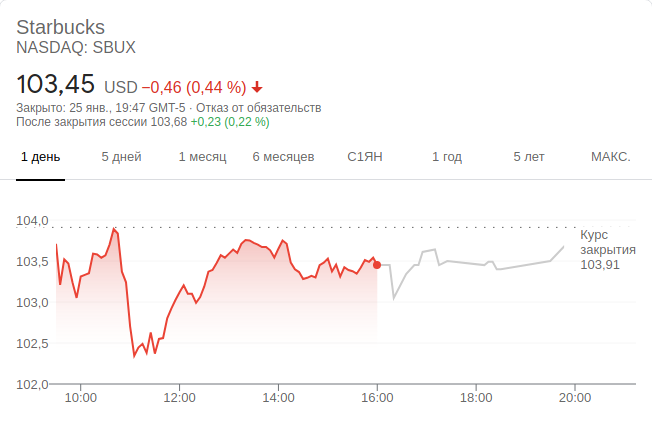 Starbucks
NASDAQ: SBUX
103,45 USD −0,46 (0,44 %)
Закрыто: 25 янв., 19:47 GMT-5 · Отказ от обязательств
После закрытия сессии 103,68 +0,23 (0,22 %)
1 день 5 дней 1 месяц 6 месяцев С1ЯН 1 год 5 лет МАКС.
104,0
Курс
закрытия
103,91
103,5
103,0
102,5
102,0
10:00 12:00 14:00 16:00 18:00 20:00